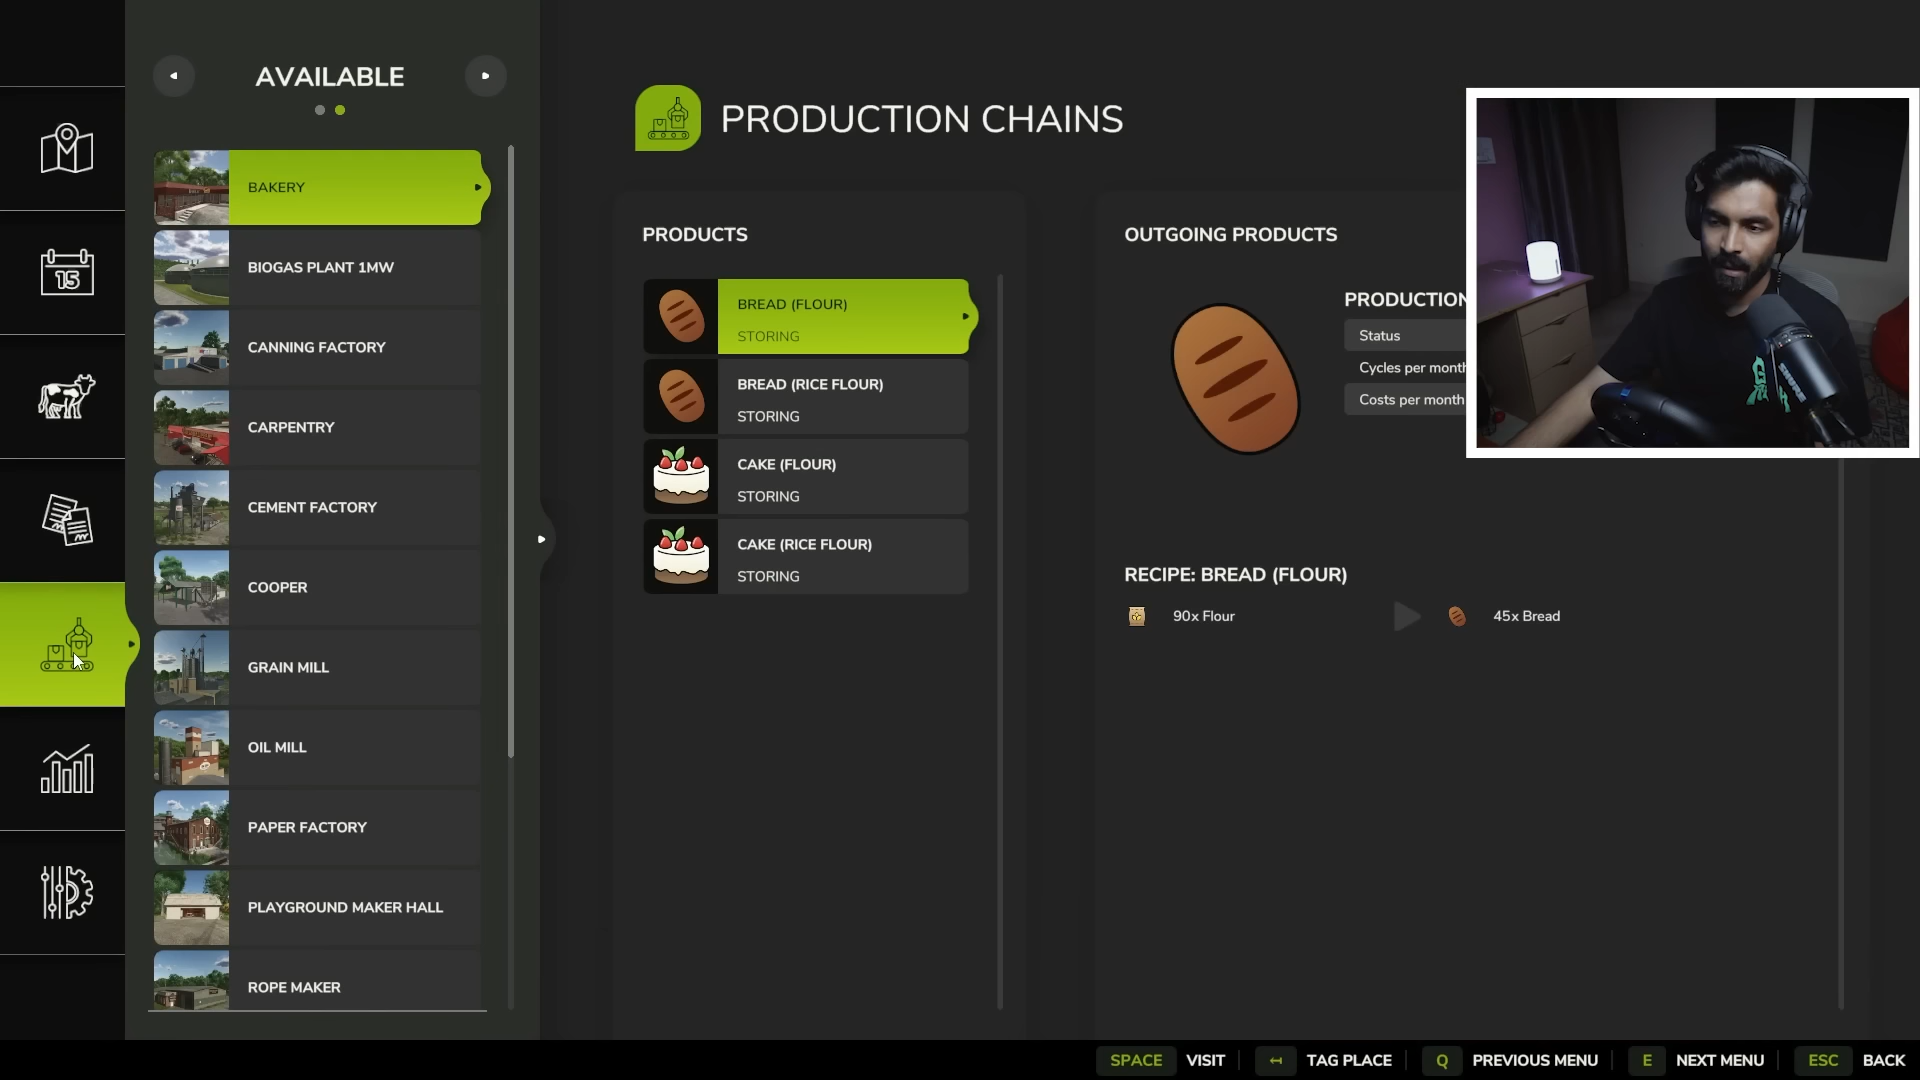 AVAILABLE
BAKERY
BIOGAS PLANT 1MW
CANNING FACTORY
CARPENTRY
CEMENT FACTORY
COOPER
GRAIN MILL
OIL MILL
PAPER FACTORY
PLAYGROUND MAKER HALL
ROPE MAKER
15
PRODUCTION CHAINS
PRODUCTS
BREAD (FLOUR)
STORING
BREAD (RICE FLOUR)
STORING
CAKE (FLOUR)
STORING
CAKE (RICE FLOUR)
STORING
OUTGOING PRODUCTS
PRODUCTION
Status
Cycles per month
Costs per month
RECIPE: BREAD (FLOUR)
90x Flour
45x Bread
SPACE VISIT
TAG PLACE
Q PREVIOUS MENU
E NEXT MENU
ESC BACK